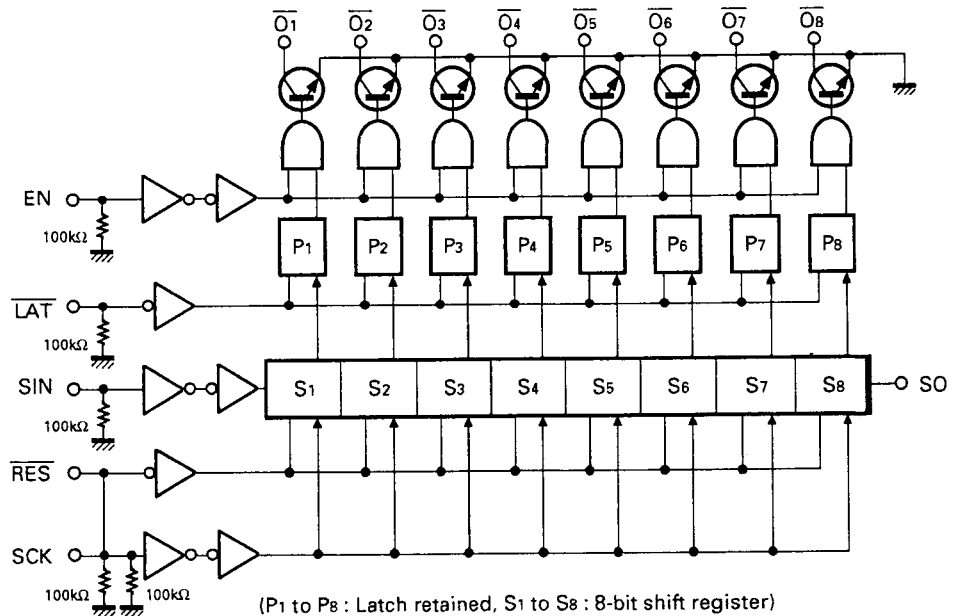 O1 O2 O3 O4 O5 O6 O7 O8
EN
100kΩ
P1 P2 P3 P4 P5 P6 P7 P8
LAT
100kΩ
SIN
S1 S2 S3 S4 S5 S6 S7 S8
SO
100kΩ
RES
SCK
100kΩ 100kΩ
(P1 to P8 : Latch retained, S1 to S8 : 8-bit shift register)